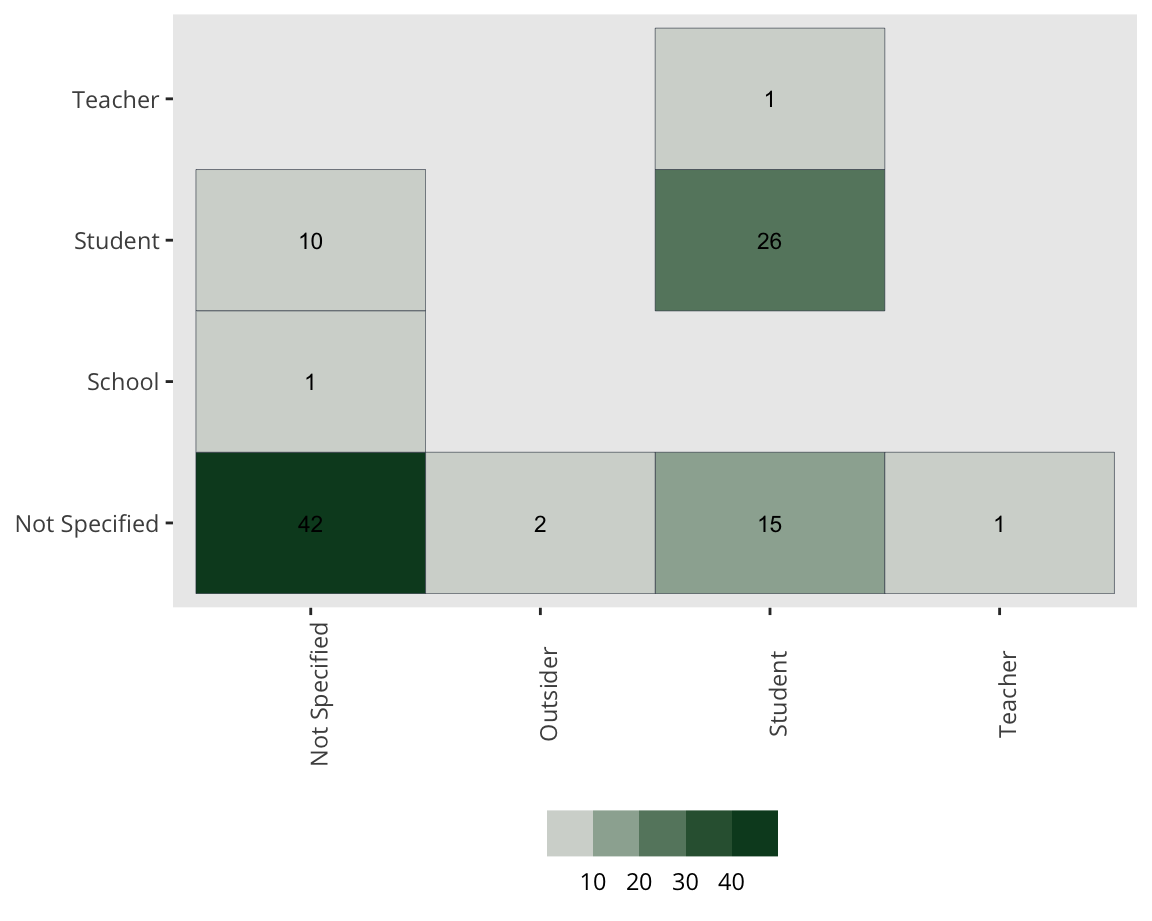 Teacher
1
Student
10
26
School
1
Not Specified
42
2
15
1
Not Specified
Outsider
Student
Teacher
10 20 30 40